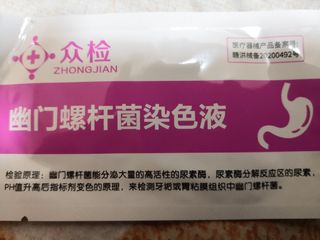 众检
ZHONGJIAN
医疗器械产品备案号:
赣洪械备20200492号
幽门螺杆菌染色液
检验原理：幽门螺杆菌能分泌大量的高活性的尿素酶，尿素酶分解反应区的尿素，
PH值升高后指标剂变色的原理，来检测牙垢或胃粘膜组织中幽门螺杆菌。